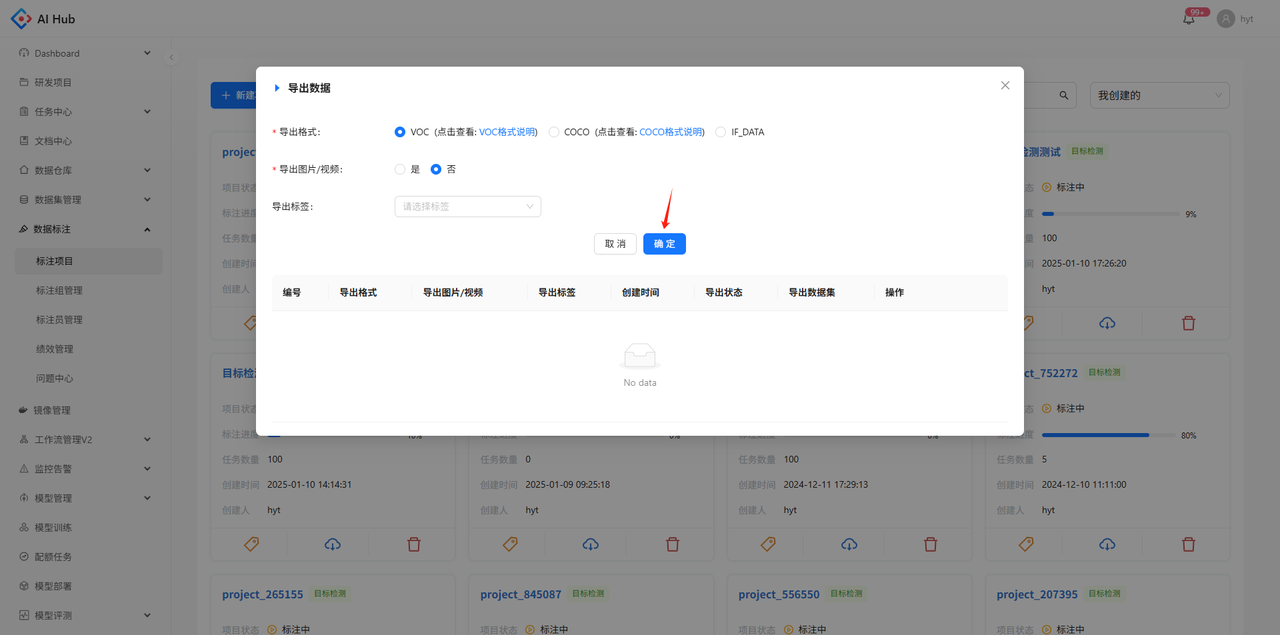 AI Hub
99+
hyt
Dashboard
研发项目
任务中心
文档中心
数据仓库
数据集管理
数据标注
标注项目
标注组管理
标注员管理
绩效管理
问题中心
镜像管理
工作流管理V2
监控告警
模型管理
模型训练
配额任务
模型部署
模型评测
+ 新建
我创建的
导出数据
* 导出格式:
VOC (点击查看: VOC格式说明) COCO (点击查看: COCO格式说明) IF_DATA
* 导出图片/视频:
是 否
导出标签:
请选择标签
取 消 确 定
编号 导出格式 导出图片/视频 导出标签 创建时间 导出状态 导出数据集 操作
No data
projec
项目状态
标注进度
任务数量
创建时间
创建人
检测测试 目标检测
态 标注中
度 9%
量 100
间 2025-01-10 17:26:20
hyt
目标检
项目状态
标注进度 10%
任务数量 100
创建时间 2025-01-10 14:14:31
创建人 hyt
标注进度 0%
任务数量 0
创建时间 2025-01-09 09:25:18
创建人 hyt
标注进度 0%
任务数量 100
创建时间 2024-12-11 17:29:13
创建人 hyt
ct_752272 目标检测
态 标注中
标注进度 80%
任务数量 5
创建时间 2024-12-10 11:11:00
创建人 hyt
project_265155 目标检测
项目状态 标注中
project_845087 目标检测
项目状态 标注中
project_556550 目标检测
项目状态 标注中
project_207395 目标检测
项目状态 标注中